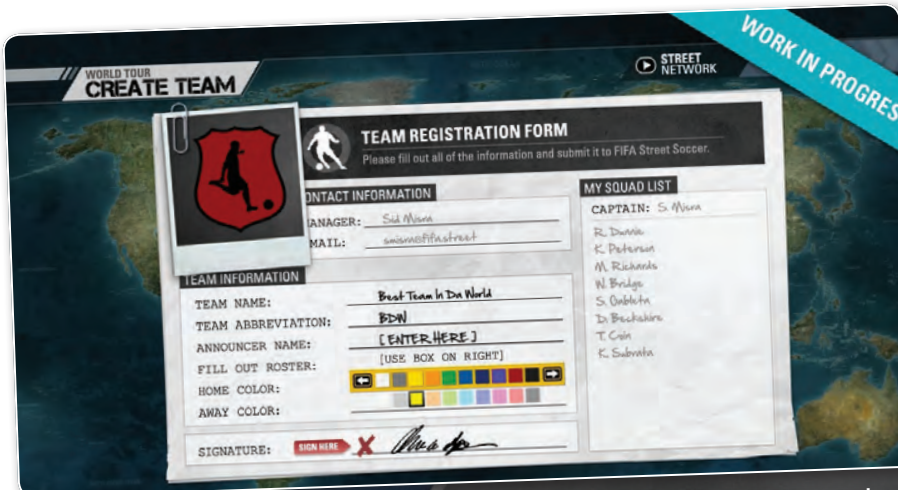 WORLD TOUR
CREATE TEAM
STREET
NETWORK
WORK IN PROGRES
TEAM REGISTRATION FORM
Please fill out all of the information and submit it to FIFA Street Soccer.
ONTACT INFORMATION
ANAGER: Sid Misra
MAIL: smisra@fifastreet
TEAM INFORMATION
TEAM NAME: Best Team In Da World
TEAM ABBREVIATION: BDW
ANNOUNCER NAME: [ENTER HERE]
FILL OUT ROSTER: [USE BOX ON RIGHT]
HOME COLOR:
AWAY COLOR:
SIGNATURE: SIGN HERE X
MY SQUAD LIST
CAPTAIN: S. Misra
R. Dunnie
K. Peterson
M. Richards
W. Bridge
S.
D. Beckshire
T. Cain
K. Subrata